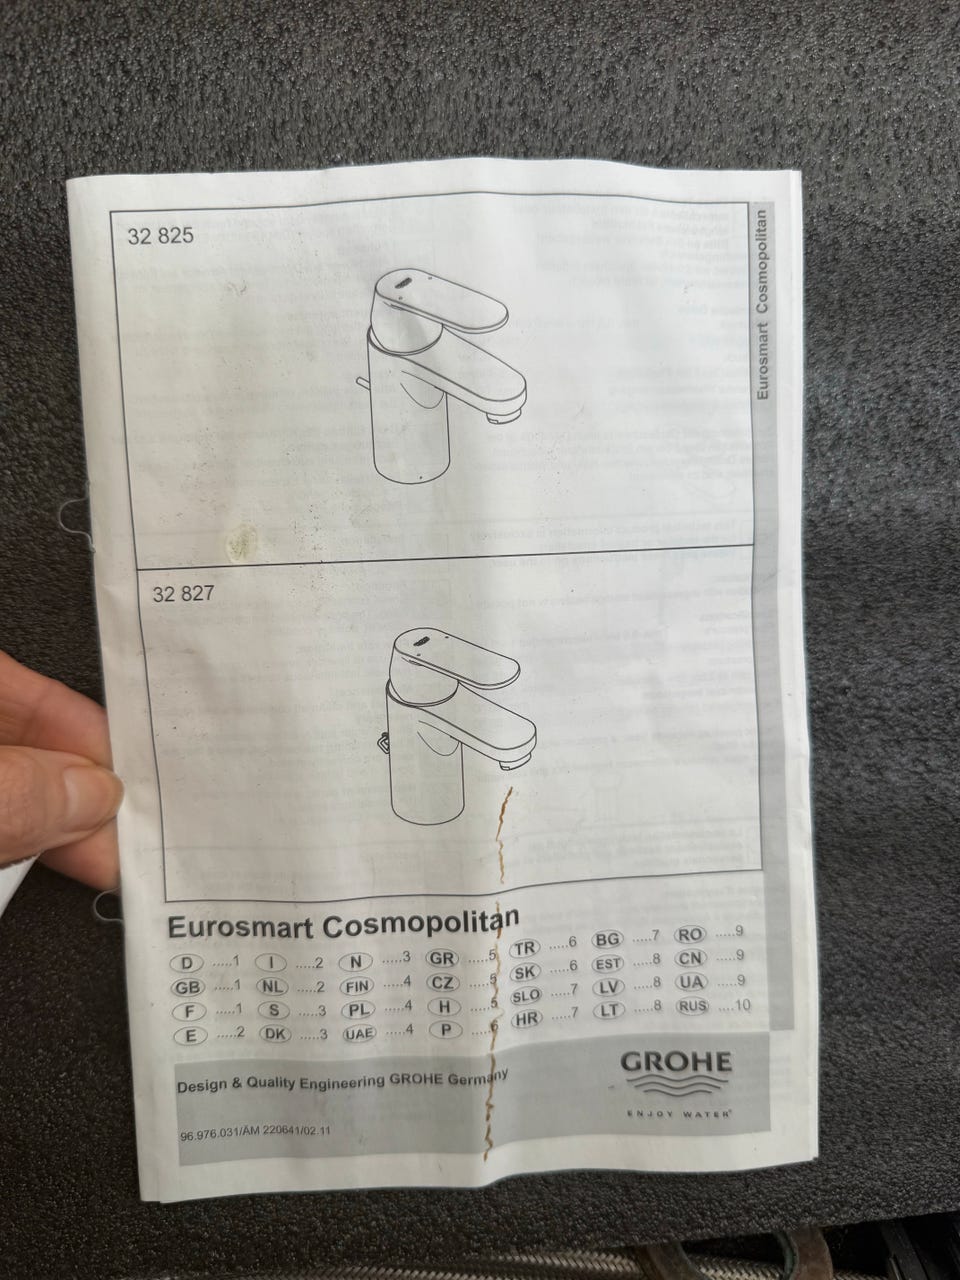 32 825
Eurosmart Cosmopolitan
32 827
Eurosmart Cosmopolitan
D .....1 I .....2 N .....3 GR .....5 TR .....6 BG .....7 RO .....9
GB .....1 NL .....2 FIN .....4 CZ .....5 SK .....6 EST .....8 CN .....9
F .....1 S .....3 PL .....4 H .....5 SLO .....7 LV .....8 UA .....9
E .....2 DK .....3 UAE .....4 P .....6 HR .....7 LT .....8 RUS .....10
Design & Quality Engineering GROHE Germany
96.976.031/ÄM 220641/02.11
GROHE
ENJOY WATER®